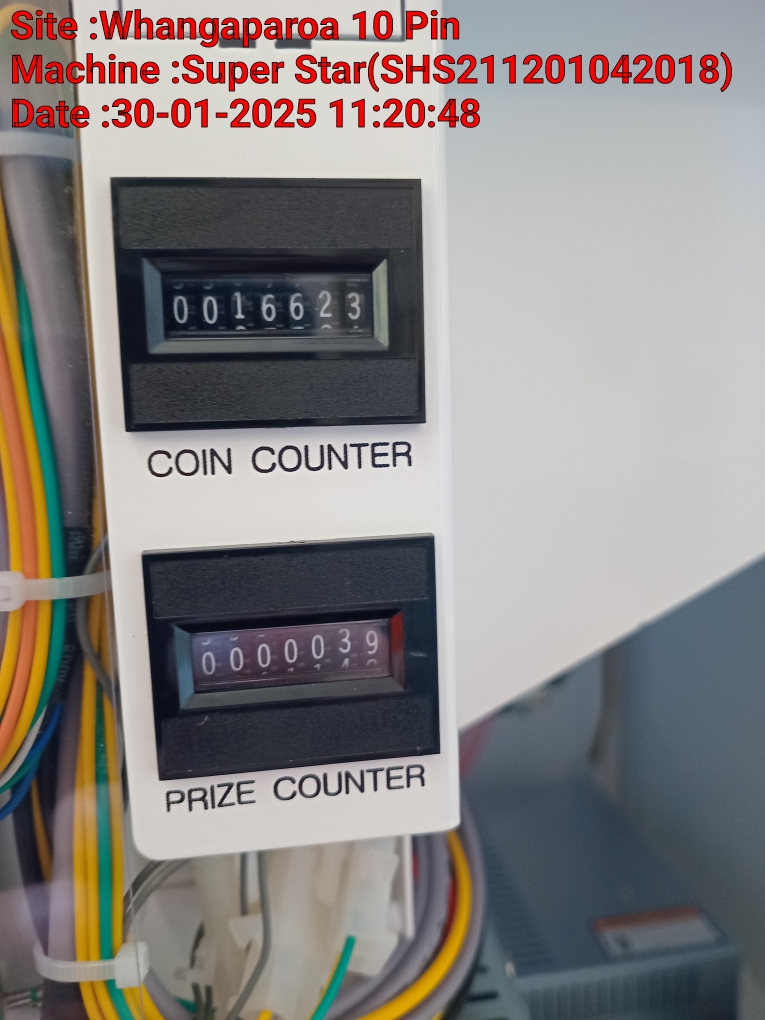 Site :Whangaparoa 10 Pin
Machine :Super Star(SHS211201042018)
Date :30-01-2025 11:20:48
0016623
COIN COUNTER
0000039
PRIZE COUNTER